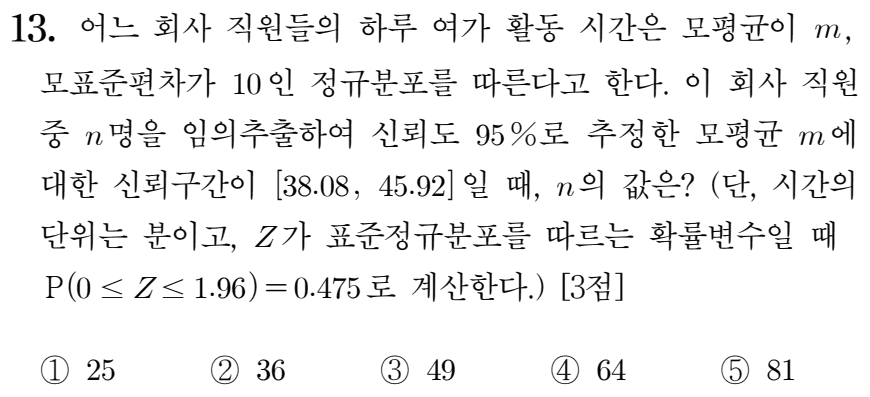 13. 어느 회사 직원들의 하루 여가 활동 시간은 모평균이 m,
모표준편차가 10인 정규분포를 따른다고 한다. 이 회사 직원
중 n명을 임의추출하여 신뢰도 95%로 추정한 모평균 m에
대한 신뢰구간이 [38.08, 45.92]일 때, n의 값은? (단, 시간의
단위는 분이고, Z가 표준정규분포를 따르는 확률변수일 때
P(0≤Z≤1.96)=0.475로 계산한다.) [3점]
① 25 ② 36 ③ 49 ④ 64 ⑤ 81